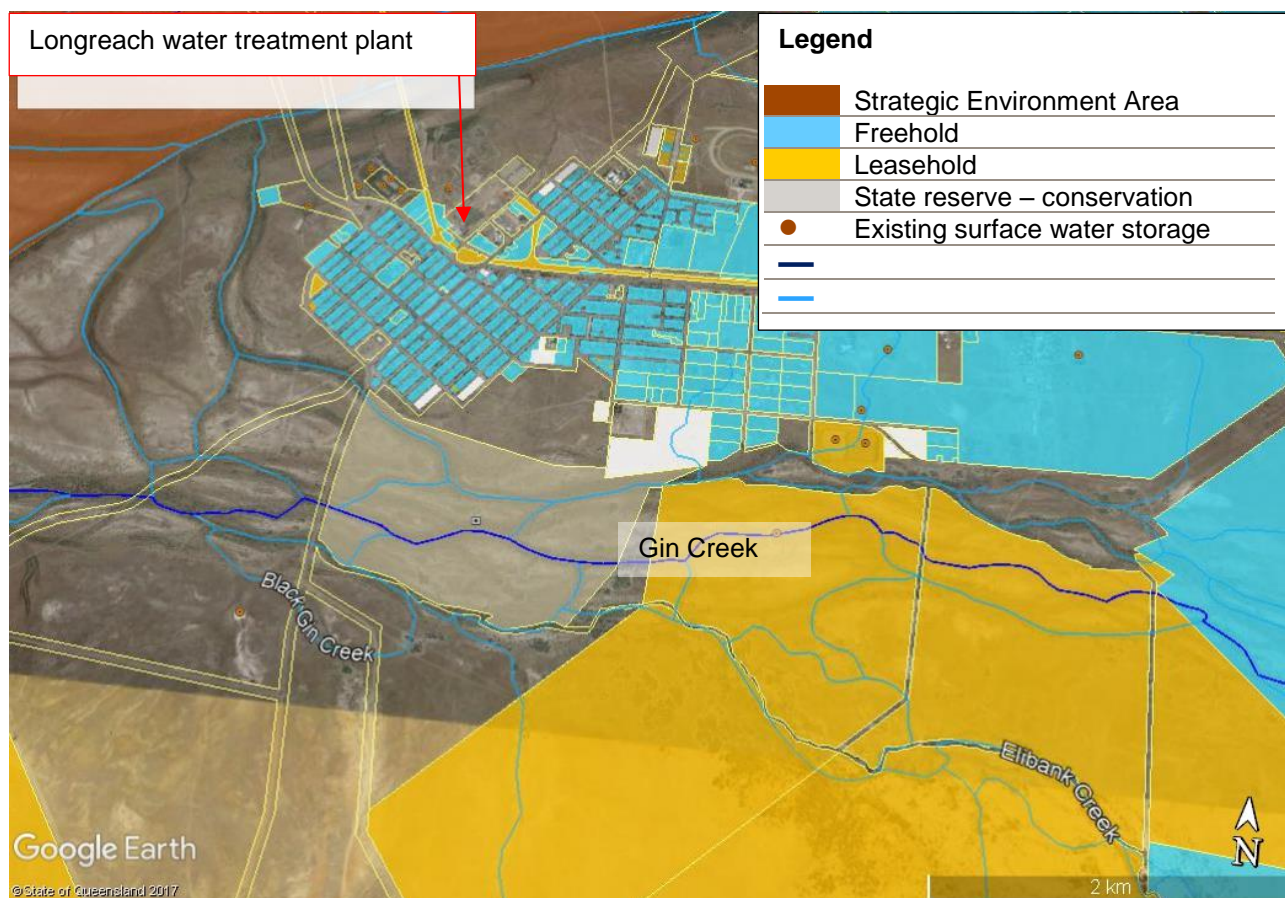 Longreach water treatment plant
Legend
Strategic Environment Area
Freehold
Leasehold
State reserve – conservation
Existing surface water storage
Gin Creek
Black Gin Creek
Elibank Creek
Google Earth
© State of Queensland 2017
2 km
N